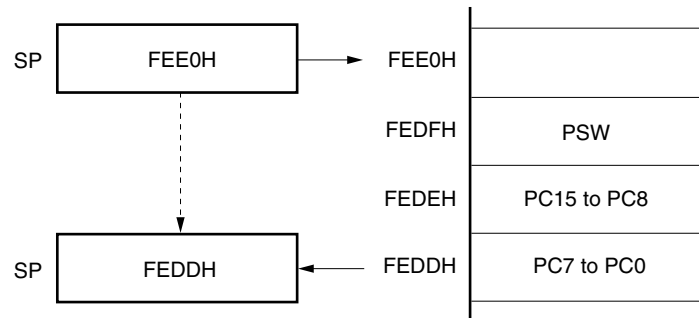 SP FEE0H FEE0H
FEDFH PSW
FEDEH PC15 to PC8
SP FEDDH FEDDH PC7 to PC0